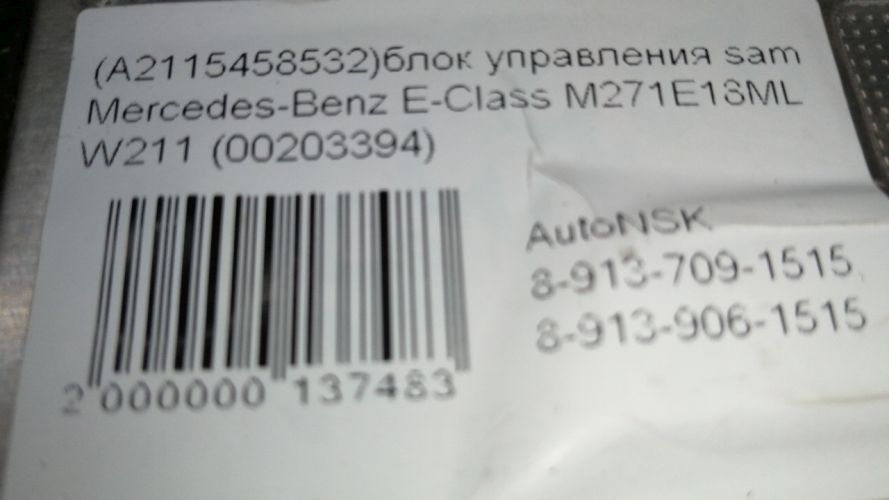 (A2115458532)блок управления sam
Mercedes-Benz E-Class M271E18ML
W211 (00203394)
AutoNSK
8-913-709-1515,
8-913-906-1515
2 000000 137483